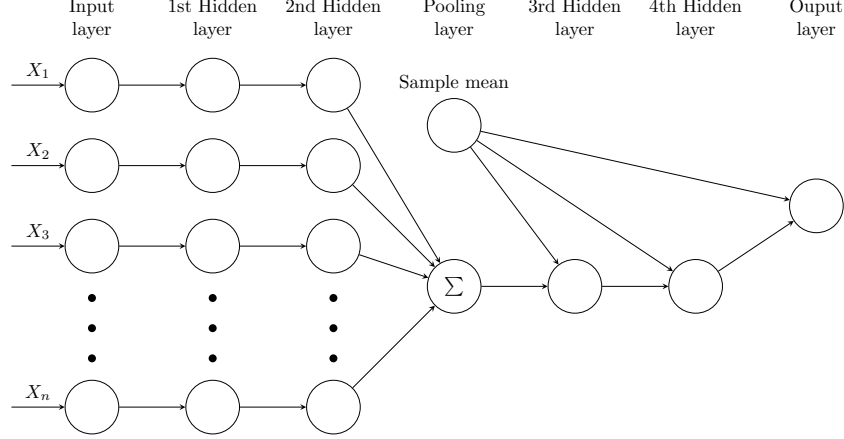 Input 1st Hidden 2nd Hidden Pooling 3rd Hidden 4th Hidden Ouput
layer layer layer layer layer layer layer
X₁
Sample mean
X₂
X₃
Σ
Xₙ